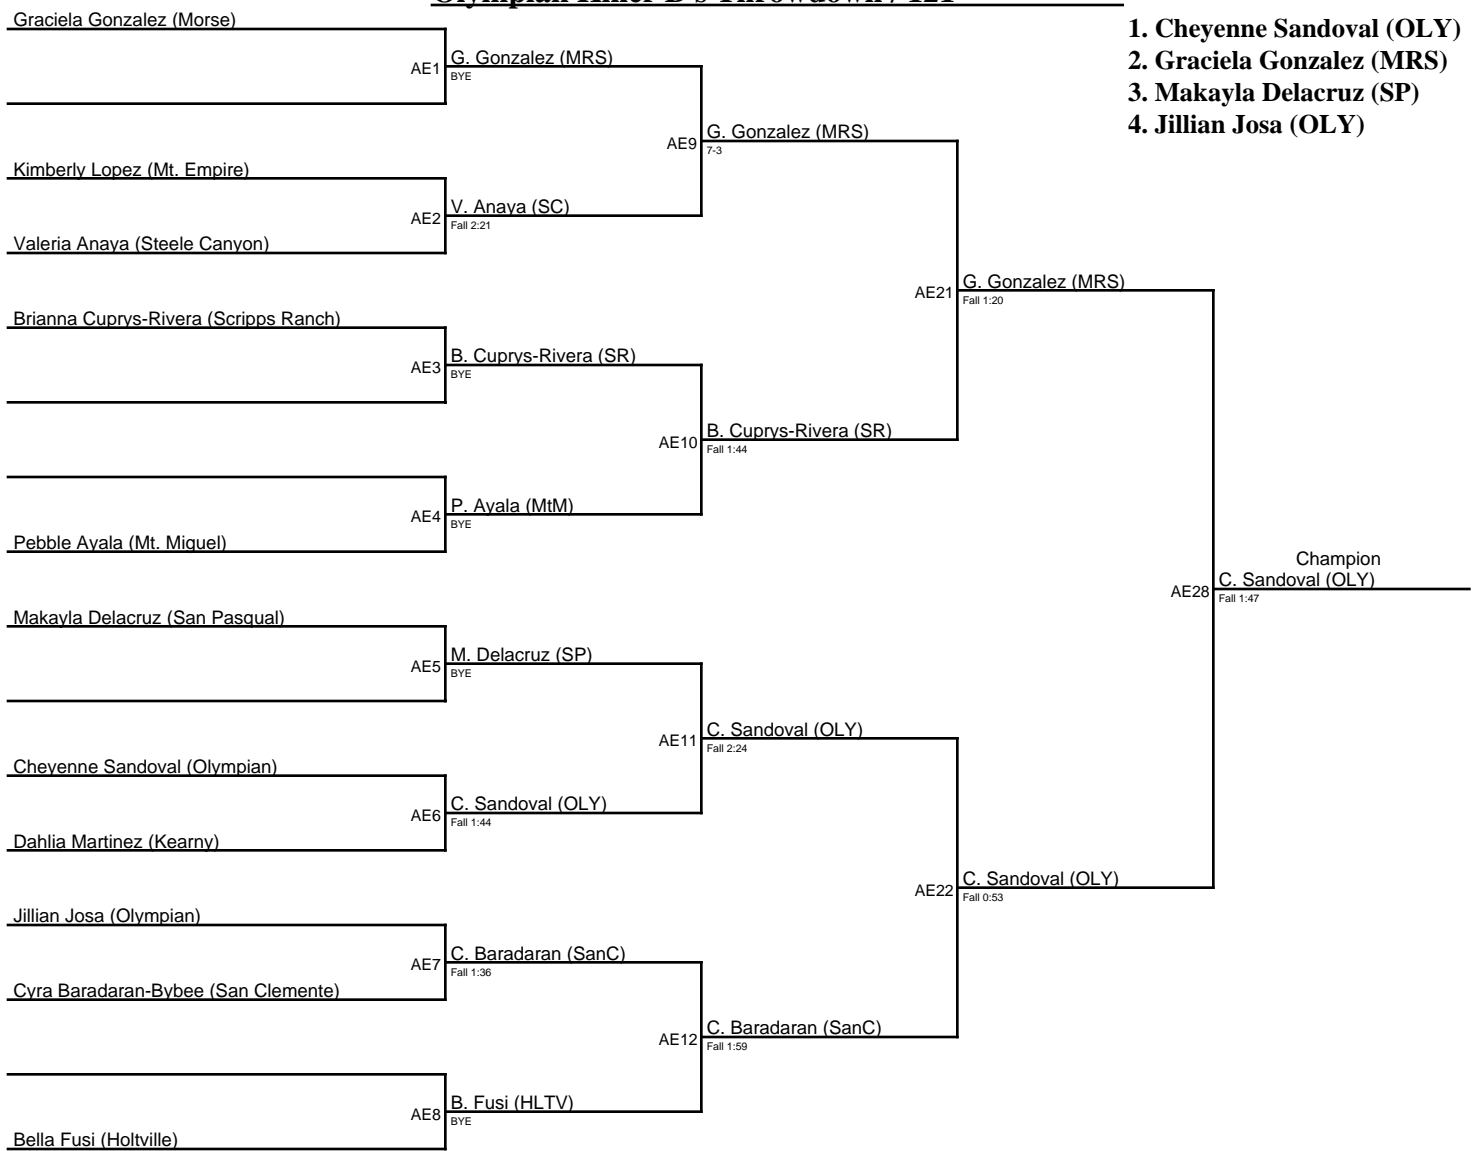 Olympian Killer B's Throwdown / 121
1. Cheyenne Sandoval (OLY)
2. Graciela Gonzalez (MRS)
3. Makayla Delacruz (SP)
4. Jillian Josa (OLY)
Graciela Gonzalez (Morse)
AE1
G. Gonzalez (MRS)
BYE
AE9
G. Gonzalez (MRS)
7-3
Kimberly Lopez (Mt. Empire)
AE2
V. Anaya (SC)
Fall 2:21
Valeria Anaya (Steele Canyon)
AE21
G. Gonzalez (MRS)
Fall 1:20
Brianna Cuprys-Rivera (Scripps Ranch)
AE3
B. Cuprys-Rivera (SR)
BYE
AE10
B. Cuprys-Rivera (SR)
Fall 1:44
AE4
P. Ayala (MtM)
BYE
Pebble Ayala (Mt. Miguel)
Champion
AE28
C. Sandoval (OLY)
Fall 1:47
Makayla Delacruz (San Pasqual)
AE5
M. Delacruz (SP)
BYE
AE11
C. Sandoval (OLY)
Fall 2:24
Cheyenne Sandoval (Olympian)
AE6
C. Sandoval (OLY)
Fall 1:44
Dahlia Martinez (Kearny)
AE22
C. Sandoval (OLY)
Fall 0:53
Jillian Josa (Olympian)
AE7
C. Baradaran (SanC)
Fall 1:36
Cyra Baradaran-Bybee (San Clemente)
AE12
C. Baradaran (SanC)
Fall 1:59
AE8
B. Fusi (HLTV)
BYE
Bella Fusi (Holtville)